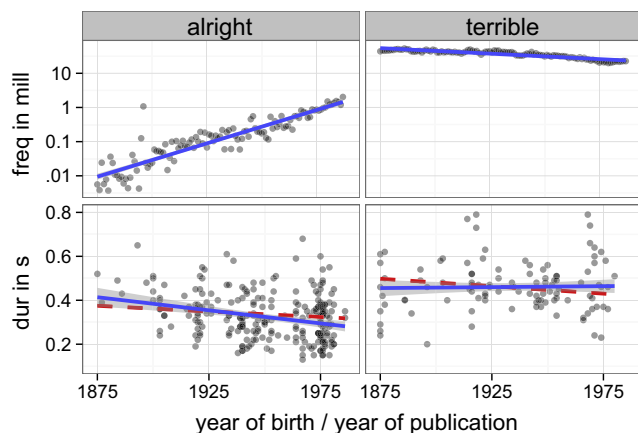 alright terrible
freq in mill
10
1
0.1
.01
dur in s
0.8
0.6
0.4
0.2
1875 1925 1975 1875 1925 1975
year of birth / year of publication